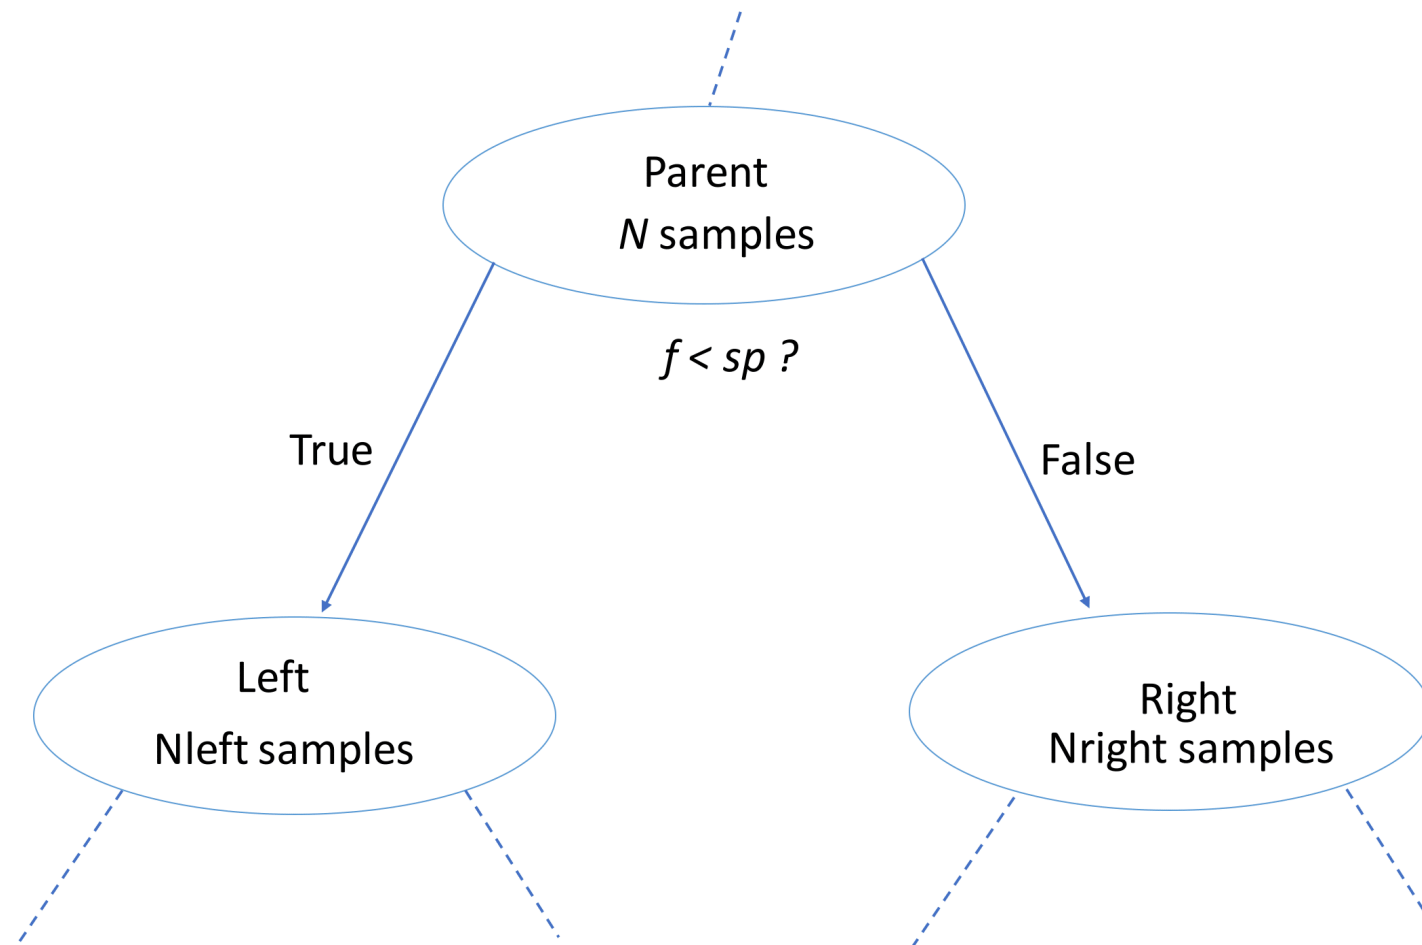 Parent
N samples
f < sp ?
True
False
Left
Nleft samples
Right
Nright samples